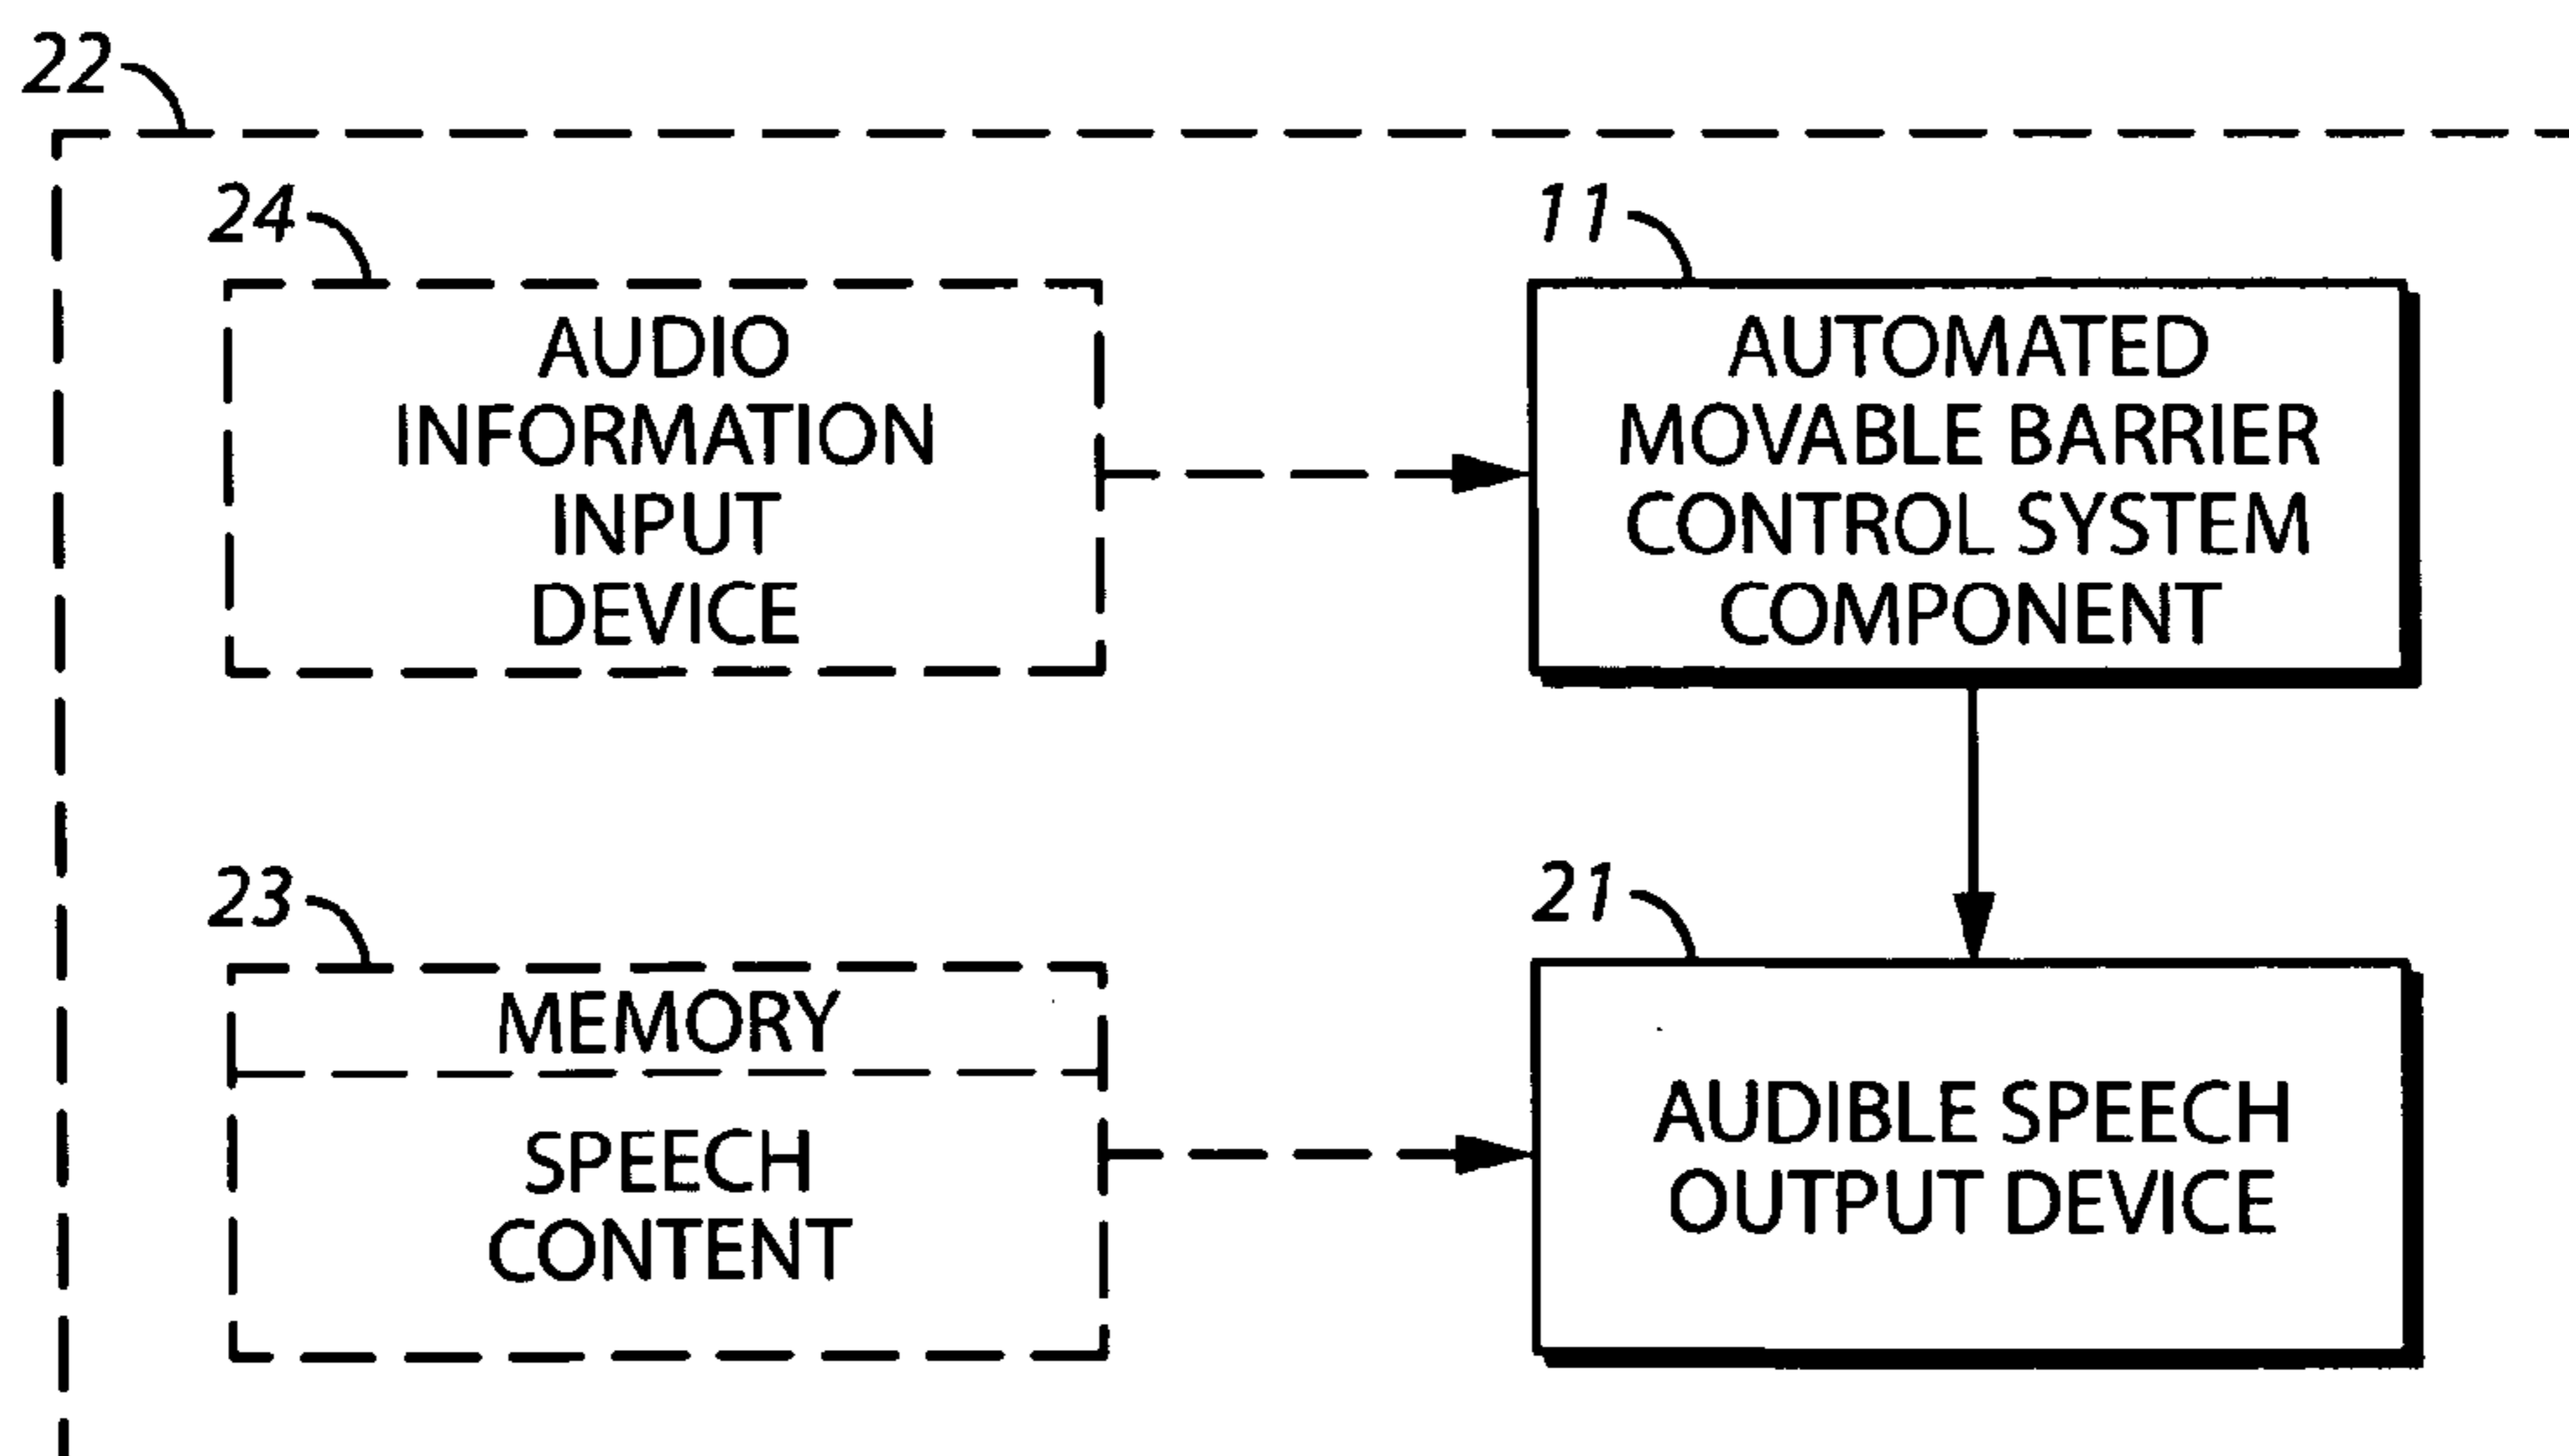 22
24
AUDIO
INFORMATION
INPUT
DEVICE
11
AUTOMATED
MOVABLE BARRIER
CONTROL SYSTEM
COMPONENT
23
MEMORY
SPEECH
CONTENT
21
AUDIBLE SPEECH
OUTPUT DEVICE